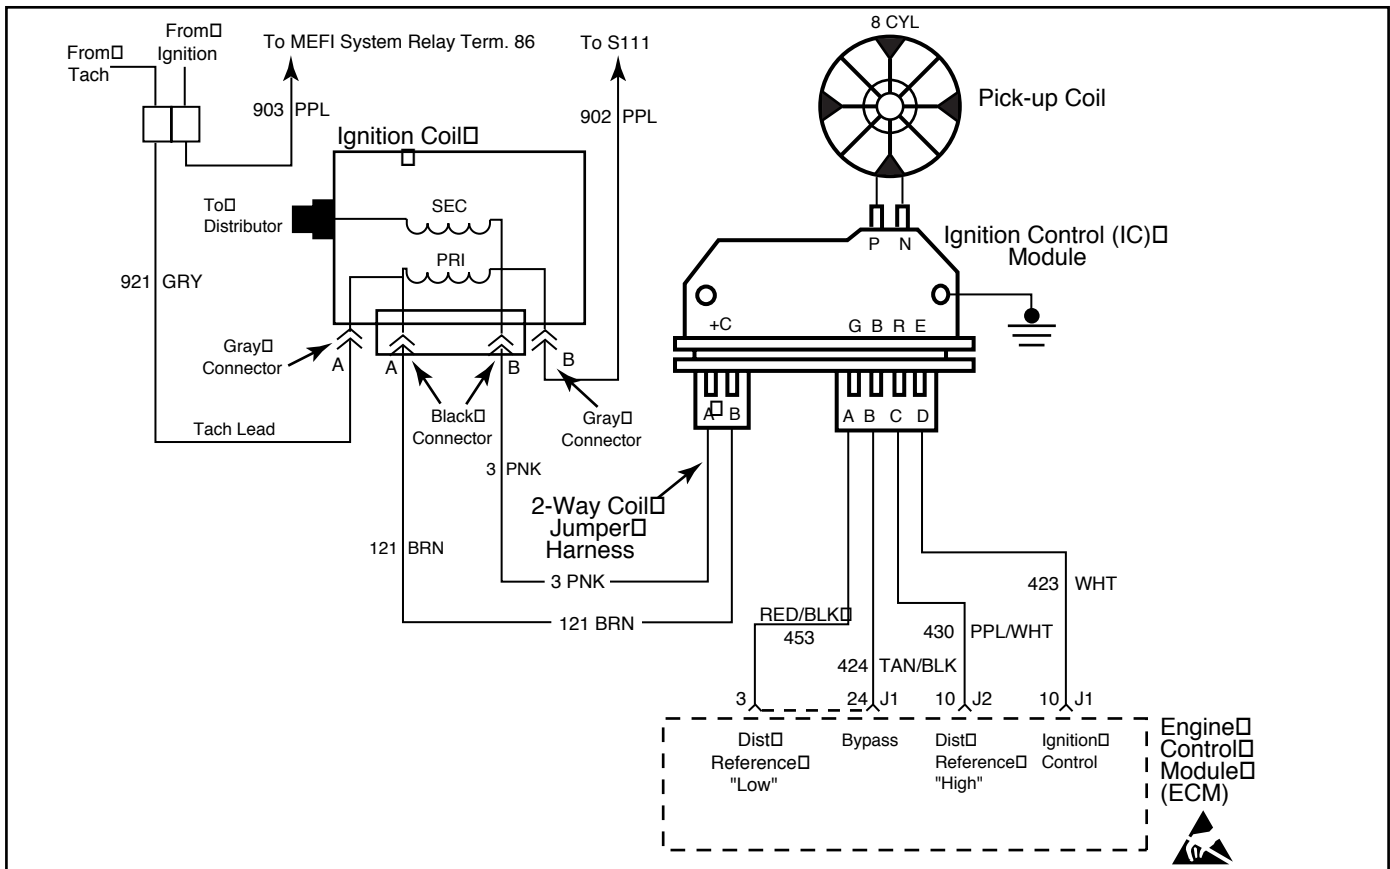 8 CYL
From□
Ignition
From□
Tach
To MEFI System Relay Term. 86
To S111
Pick-up Coil
903 PPL
902 PPL
Ignition Coil□
To□
Distributor
SEC
PRI
P N
Ignition Control (IC)□
Module
921 GRY
+C
G B R E
Gray□
Connector
A
A
B
B
Black□
Connector
Gray□
Connector
A□ B
A B C D
Tach Lead
3 PNK
2-Way Coil□
Jumper□
Harness
121 BRN
3 PNK
121 BRN
423 WHT
RED/BLK□
453
430 PPL/WHT
424 TAN/BLK
3
24 J1
10 J2
10 J1
Dist□
Reference□
"Low"
Bypass
Dist□
Reference□
"High"
Ignition□
Control
Engine□
Control□
Module□
(ECM)